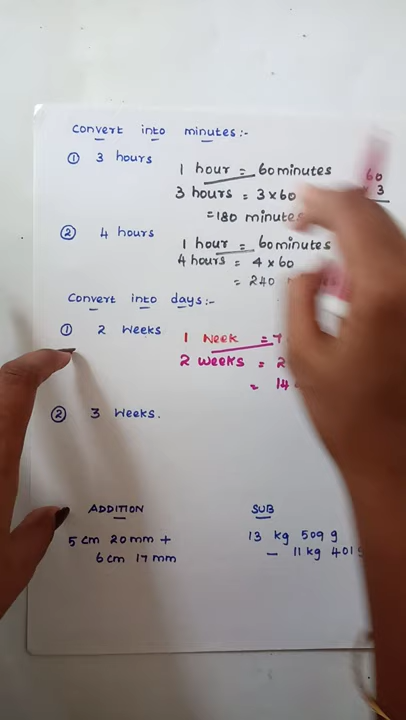 Convert into minutes:-
① 3 hours
1 hour = 60 minutes
3 hours = 3 x 60
= 180 minutes
60
3
② 4 hours
1 hour = 60 minutes
4 hours = 4 x 60
= 240
Convert into days:-
① 2 Weeks
1 Week = 7
2 Weeks = 2
= 14
② 3 Weeks.
ADDITION
5 cm 20 mm +
6 cm 17 mm
SUB
13 kg 509 g
- 11 kg 401 g